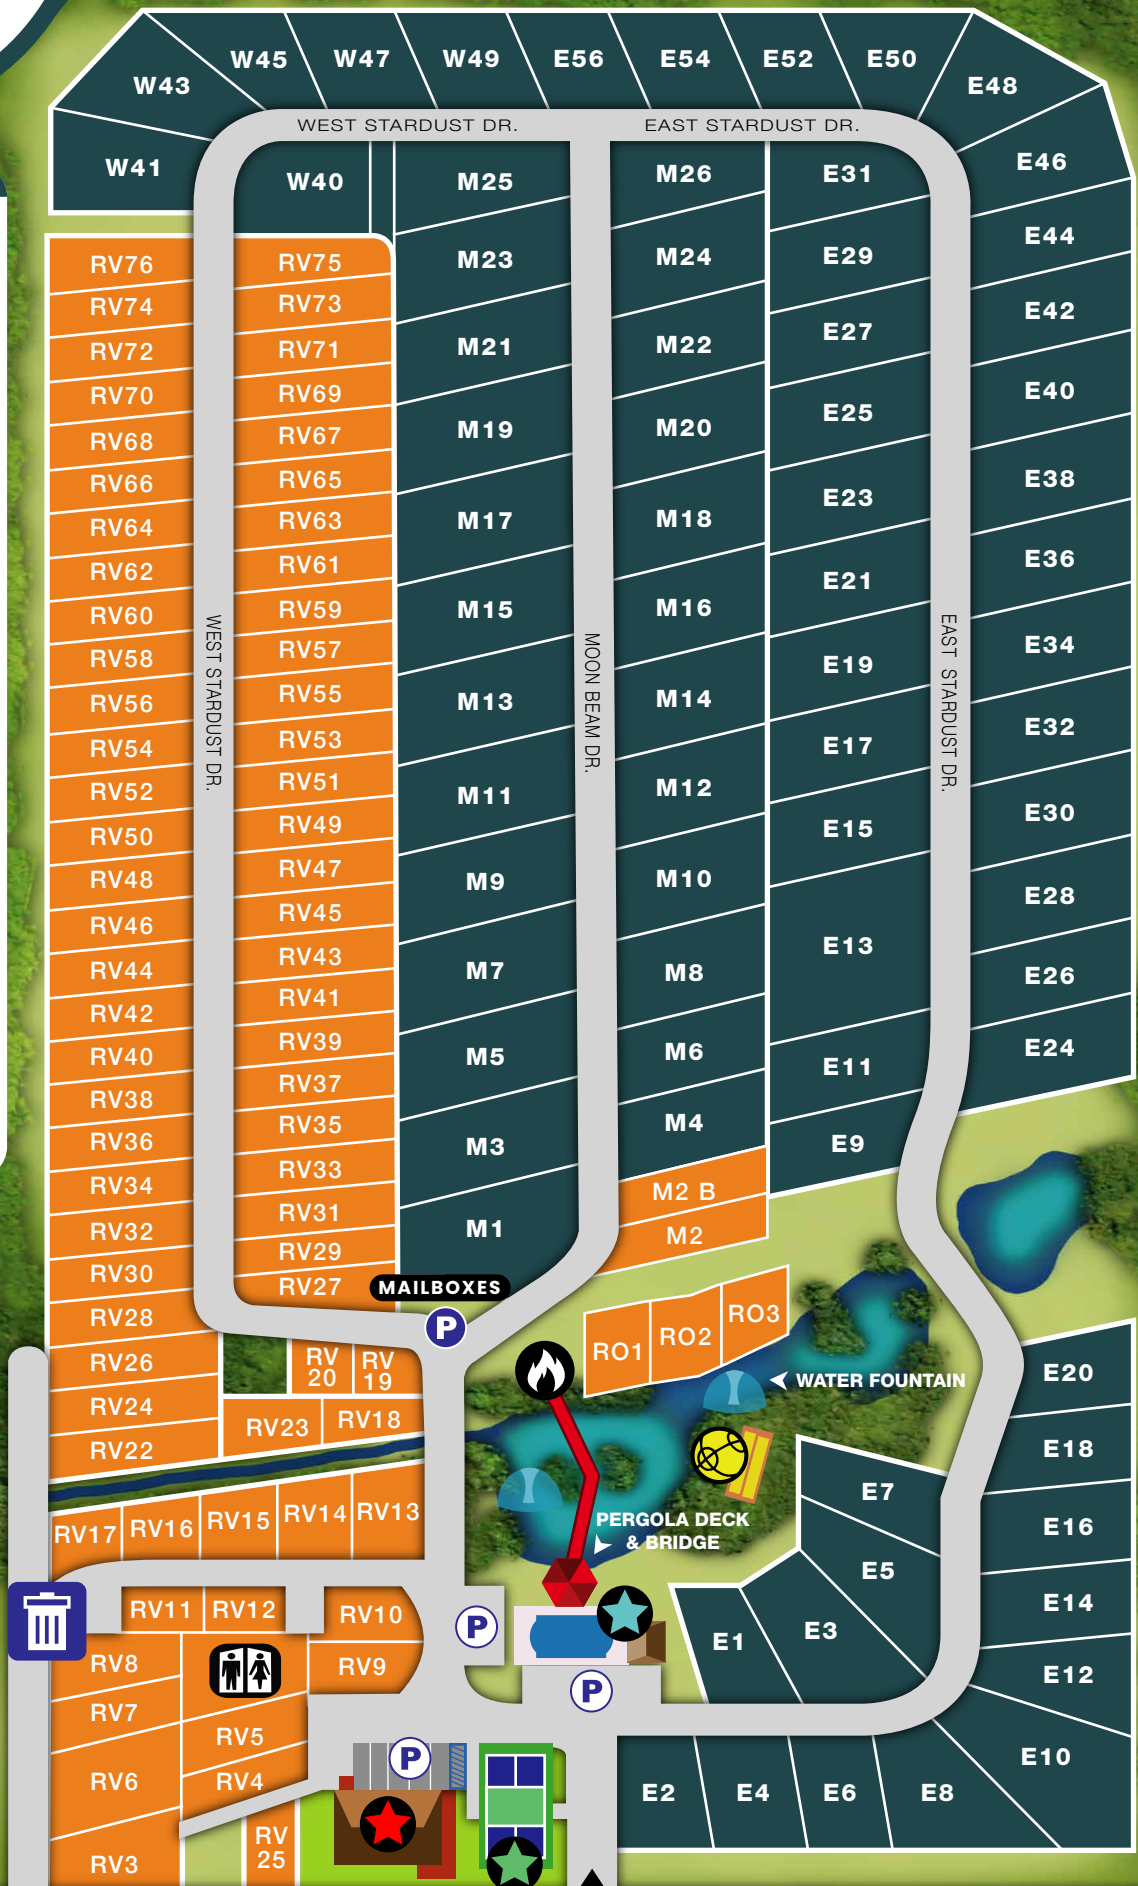 W43
W45
W47
W49
E56
E54
E52
E50
E48
WEST STARDUST DR.
EAST STARDUST DR.
W41
W40
M25
M26
E31
E46
RV76
RV75
M23
M24
E29
E44
RV74
RV73
M21
M22
E27
E42
RV72
RV71
RV70
RV69
M19
M20
E25
E40
RV68
RV67
RV66
RV65
M17
M18
E23
E38
RV64
RV63
RV62
RV61
M15
M16
E21
E36
RV60
RV59
RV58
RV57
M13
M14
E19
E34
RV56
RV55
RV54
RV53
M11
M12
E17
E32
RV52
RV51
RV50
RV49
WEST STARDUST DR.
MOON BEAM DR.
EAST STARDUST DR.
E15
E30
RV48
RV47
M9
M10
E28
RV46
RV45
RV44
RV43
M7
M8
E13
E26
RV42
RV41
RV40
RV39
M5
M6
E11
E24
RV38
RV37
RV36
RV35
M3
M4
E9
RV34
RV33
RV32
RV31
M1
M2 B
M2
RV30
RV29
RV28
RV27
MAILBOXES
P
RO1
RO2
RO3
RV26
RV
20
RV
19
WATER FOUNTAIN
E20
RV24
RV23
RV18
RV22
E18
RV17
RV16
RV15
RV14
RV13
E7
PERGOLA DECK
& BRIDGE
E16
E5
RV11
RV12
RV10
P
E14
E1
E3
RV8
RV9
E12
P
RV7
RV5
P
E10
RV6
RV4
E2
E4
E6
E8
RV3
RV
25